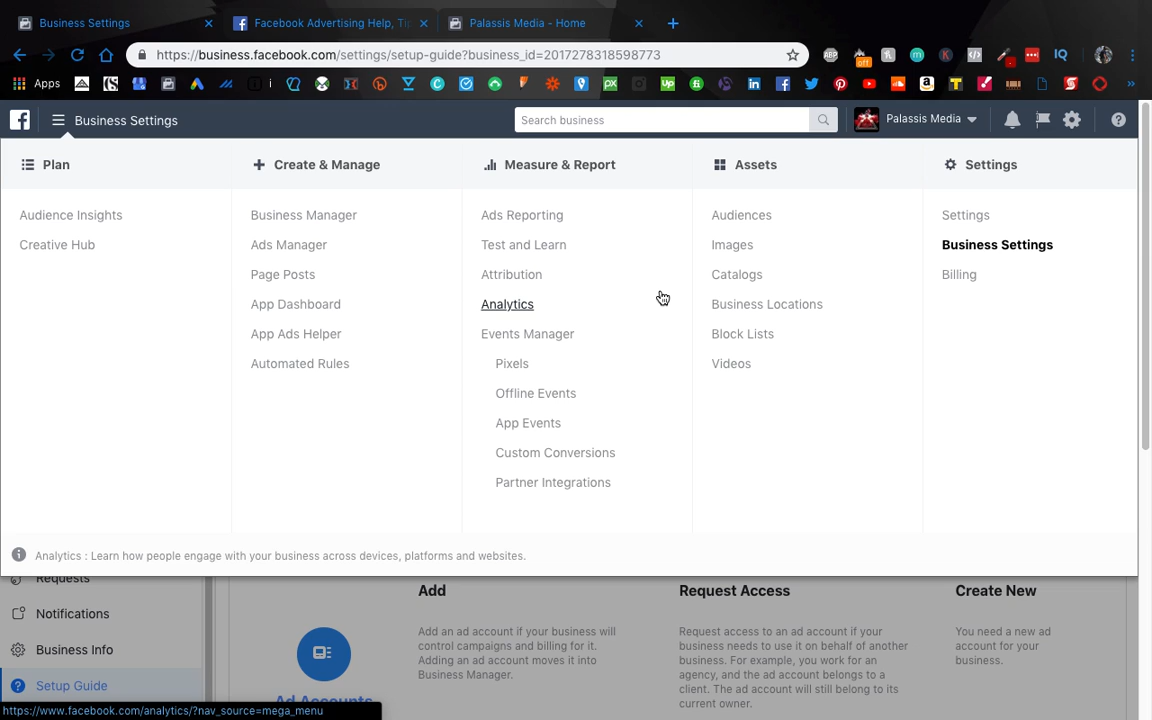 Business Settings
Facebook Advertising Help, Ti
Palassis Media - Home
https://business.facebook.com/settings/setup-guide?business_id=2017278318598773
ABP
off
IQ
Apps
Business Settings
Search business
Palassis Media
Plan
Create & Manage
Measure & Report
Assets
Settings
Audience Insights
Creative Hub
Business Manager
Ads Manager
Page Posts
App Dashboard
App Ads Helper
Automated Rules
Ads Reporting
Test and Learn
Attribution
Analytics
Events Manager
Pixels
Offline Events
App Events
Custom Conversions
Partner Integrations
Audiences
Images
Catalogs
Business Locations
Block Lists
Videos
Settings
Business Settings
Billing
Analytics : Learn how people engage with your business across devices, platforms and websites.
Requests
Notifications
Business Info
Setup Guide
Ad Accounts
Add
Add an ad account if your business will
control campaigns and billing for it.
Adding an ad account moves it into
Business Manager.
Request Access
Request access to an ad account if your
business needs to use it on behalf of another
business. For example, you work for an
agency, and the ad account belongs to a
client. The ad account will still belong to its
current owner.
Create New
You need a new ad
account for your
business.
https://www.facebook.com/analytics/?nav_source=mega_menu